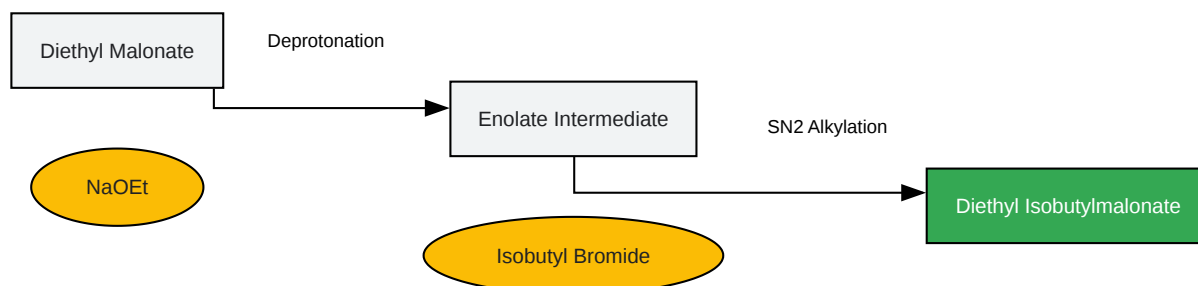 Diethyl Malonate
Deprotonation
NaOEt
Enolate Intermediate
SN2 Alkylation
Isobutyl Bromide
Diethyl Isobutylmalonate